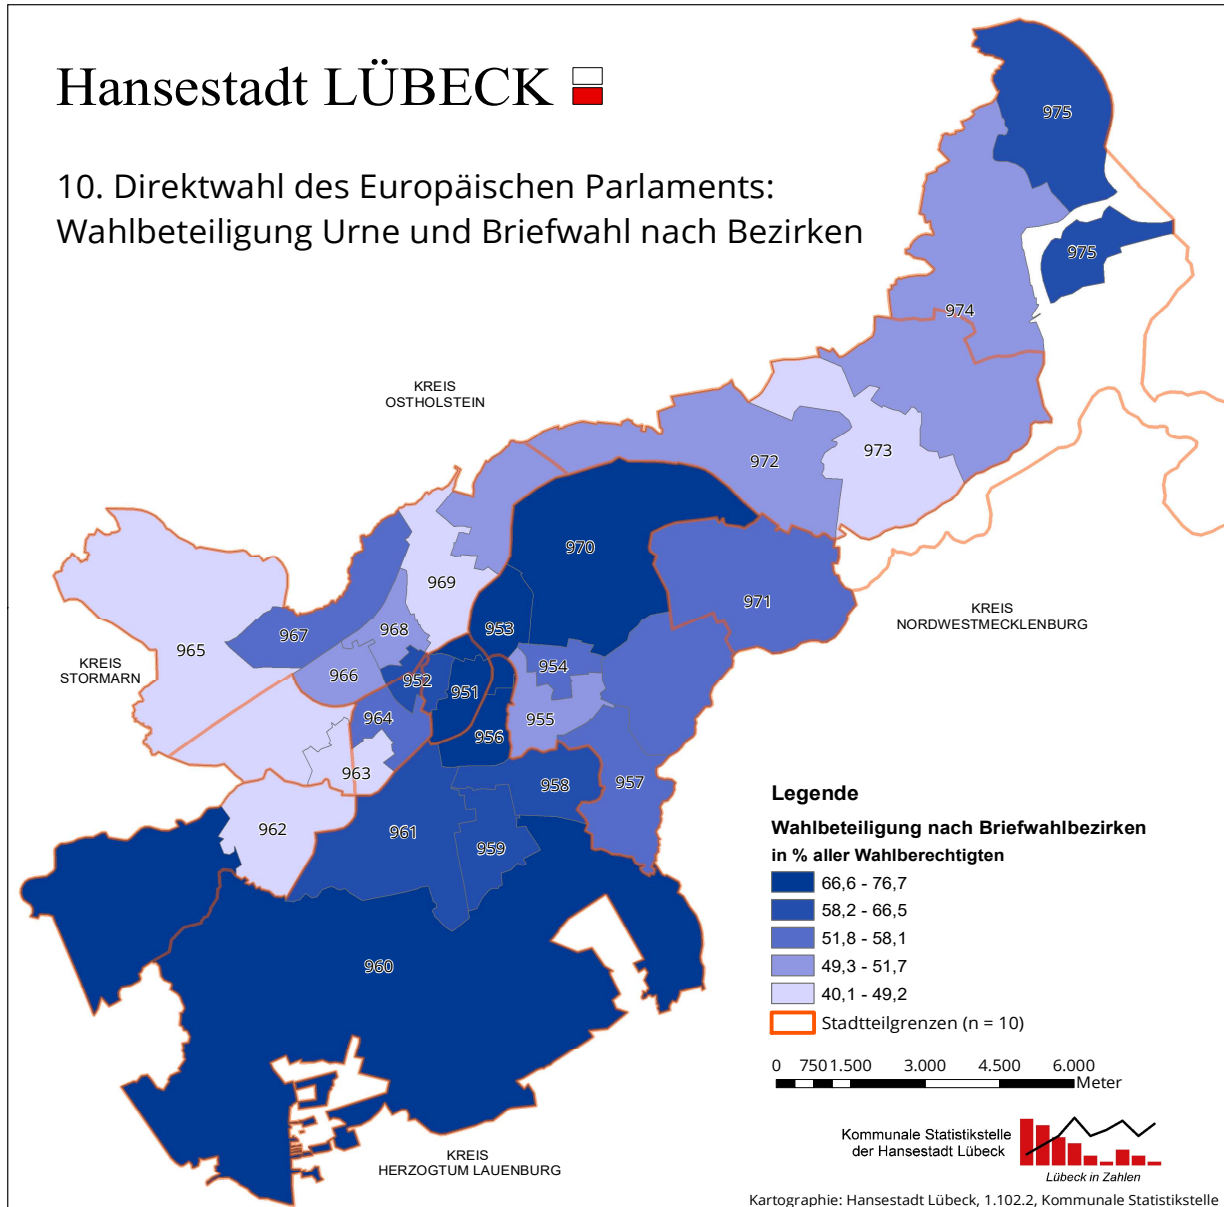 Hansestadt LÜBECK
10. Direktwahl des Europäischen Parlaments:
Wahlbeteiligung Urne und Briefwahl nach Bezirken
975
975
974
KREIS
OSTHOLSTEIN
972
973
970
969
971
KREIS
NORDWESTMECKLENBURG
953
968
967
965
KREIS
STORMARN
966
952
951
954
964
955
956
963
958
957
962
961
959
960
KREIS
HERZOGTUM LAUENBURG
Legende
Wahlbeteiligung nach Briefwahlbezirken
in % aller Wahlberechtigten
66,6 - 76,7
58,2 - 66,5
51,8 - 58,1
49,3 - 51,7
40,1 - 49,2
Stadtteilgrenzen (n = 10)
0 750 1.500 3.000 4.500 6.000
Meter
Kommunale Statistikstelle
der Hansestadt Lübeck
Lübeck in Zahlen
Kartographie: Hansestadt Lübeck, 1.102.2, Kommunale Statistikstelle